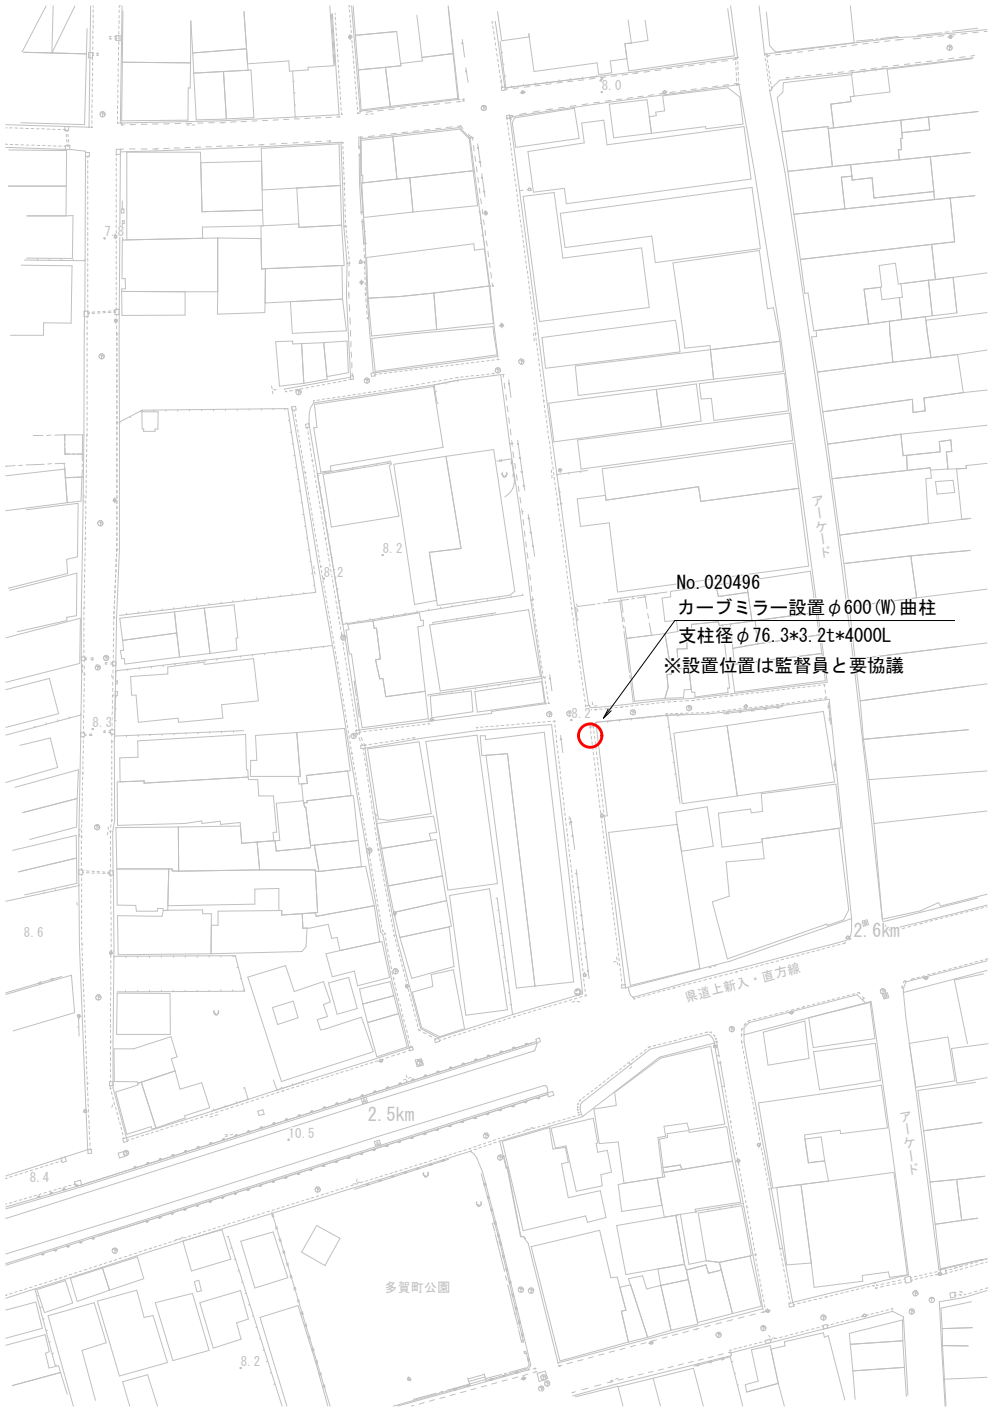 8.0
7.8
8.2
アーケード
8.2
No.020496
カーブミラー設置φ600(W)曲柱
支柱径φ76.3*3.2t*4000L
※設置位置は監督員と要協議
8.2
8.3
8.6
2.6km
県道上新入・直方線
2.5km
10.5
アーケード
8.4
多賀町公園
8.2